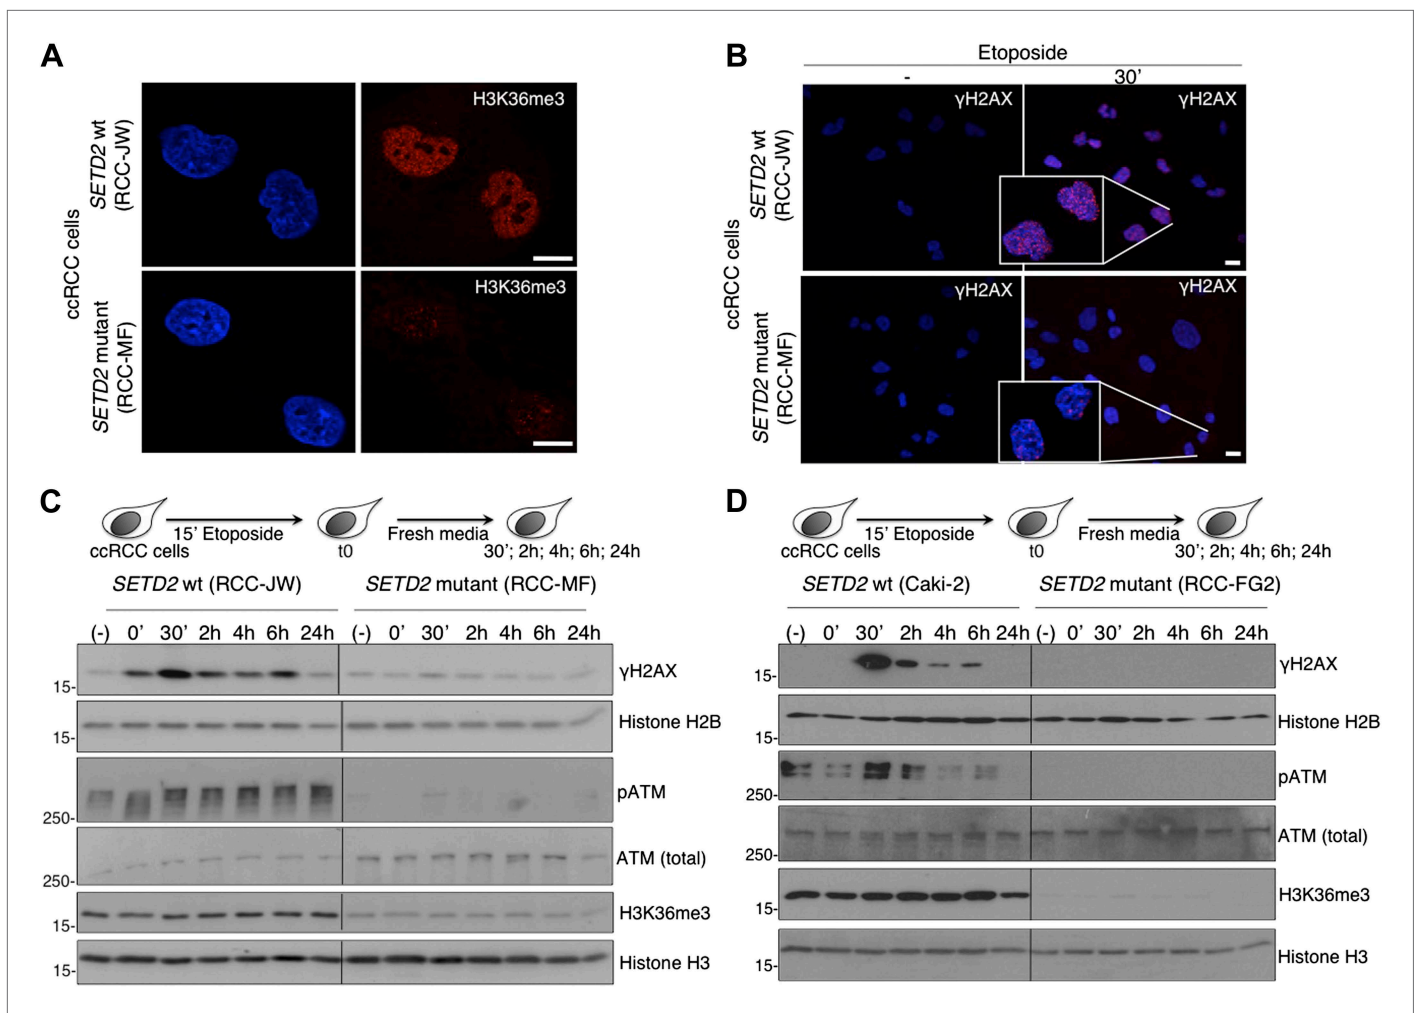 A
H3K36me3
SETD2 wt
(RCC-JW)
ccRCC cells
H3K36me3
SETD2 mutant
(RCC-MF)
B
Etoposide
- 30'
γH2AX γH2AX
SETD2 wt
(RCC-JW)
ccRCC cells
γH2AX γH2AX
SETD2 mutant
(RCC-MF)
C
15' Etoposide Fresh media
ccRCC cells t0 30'; 2h; 4h; 6h; 24h
SETD2 wt (RCC-JW) SETD2 mutant (RCC-MF)
(-) 0' 30' 2h 4h 6h 24h (-) 0' 30' 2h 4h 6h 24h
15- γH2AX
15- Histone H2B
250- pATM
250- ATM (total)
15- H3K36me3
15- Histone H3
D
15' Etoposide Fresh media
ccRCC cells t0 30'; 2h; 4h; 6h; 24h
SETD2 wt (Caki-2) SETD2 mutant (RCC-FG2)
(-) 0' 30' 2h 4h 6h 24h (-) 0' 30' 2h 4h 6h 24h
15- γH2AX
15- Histone H2B
250- pATM
250- ATM (total)
15- H3K36me3
15- Histone H3